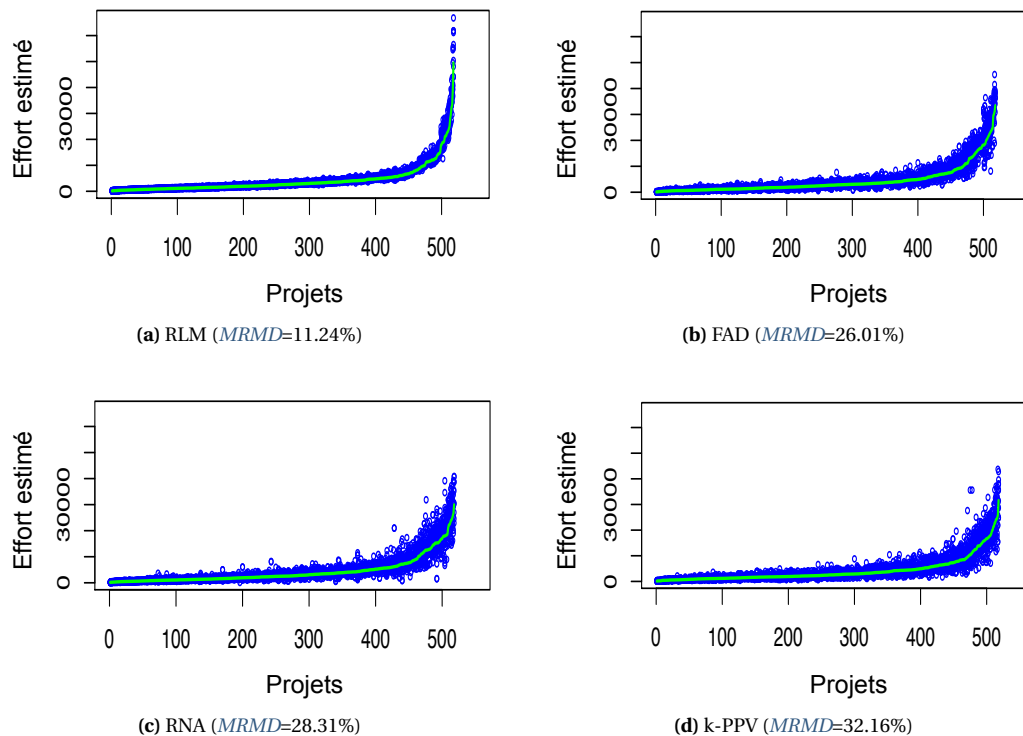 Effort estimé
30000
0
0 100 200 300 400 500
Projets
(a) RLM (MRMD=11.24%)
Effort estimé
30000
0
0 100 200 300 400 500
Projets
(b) FAD (MRMD=26.01%)
Effort estimé
30000
0
0 100 200 300 400 500
Projets
(c) RNA (MRMD=28.31%)
Effort estimé
30000
0
0 100 200 300 400 500
Projets
(d) k-PPV (MRMD=32.16%)